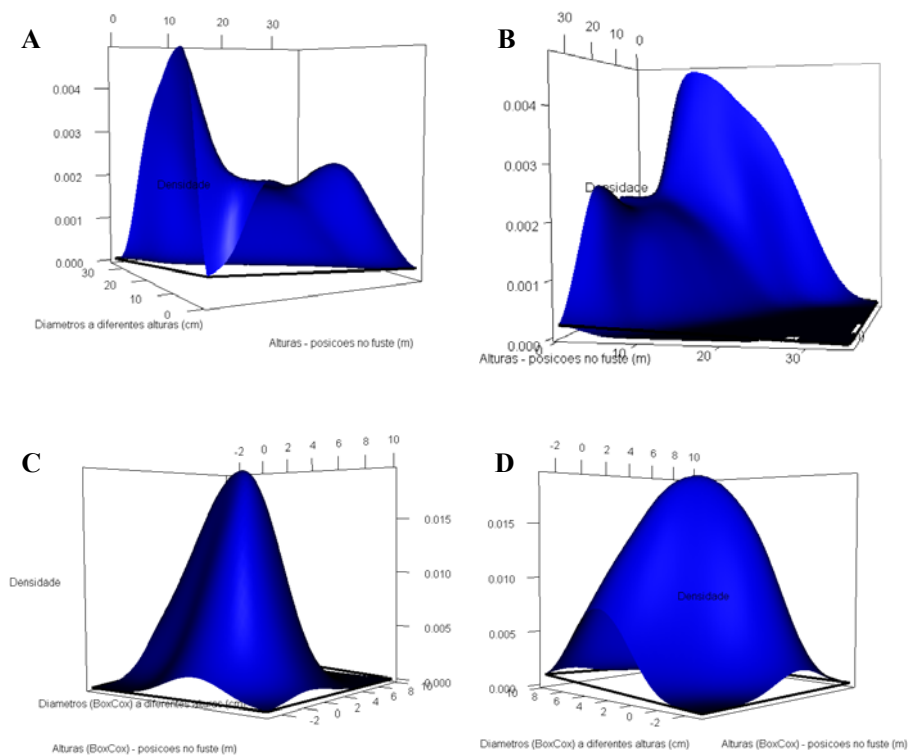 A
0 10 20 30
0.004
0.003
0.002
0.001
0.000
Densidade
30 20 10 0
Diametros a diferentes alturas (cm)
Alturas - posicoes no fuste (m)
B
30 20 10 0
0.004
0.003
0.002
0.001
0.000
Densidade
0 10 20 30
Alturas - posicoes no fuste (m)
C
-2 0 2 4 6 8 10
0.015
0.010
0.005
0.000
Densidade
Diametros (BoxCox) a diferentes alturas (cm)
-2 0 2 4 6 8 10
Alturas (BoxCox) - posicoes no fuste (m)
D
-2 0 2 4 6 8 10
0.015
0.010
0.005
0.000
Densidade
10 8 6 4 2 0 -2
Diametros (BoxCox) a diferentes alturas (cm)
Alturas (BoxCox) - posicoes no fuste (m)